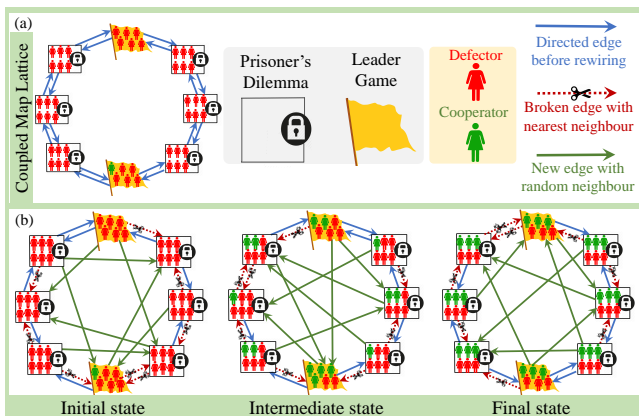 (a)
Coupled Map Lattice
Prisoner's
Dilemma
Leader
Game
Defector
Cooperator
Directed edge
before rewiring
Broken edge with
nearest neighbour
New edge with
random neighbour
(b)
Initial state
Intermediate state
Final state